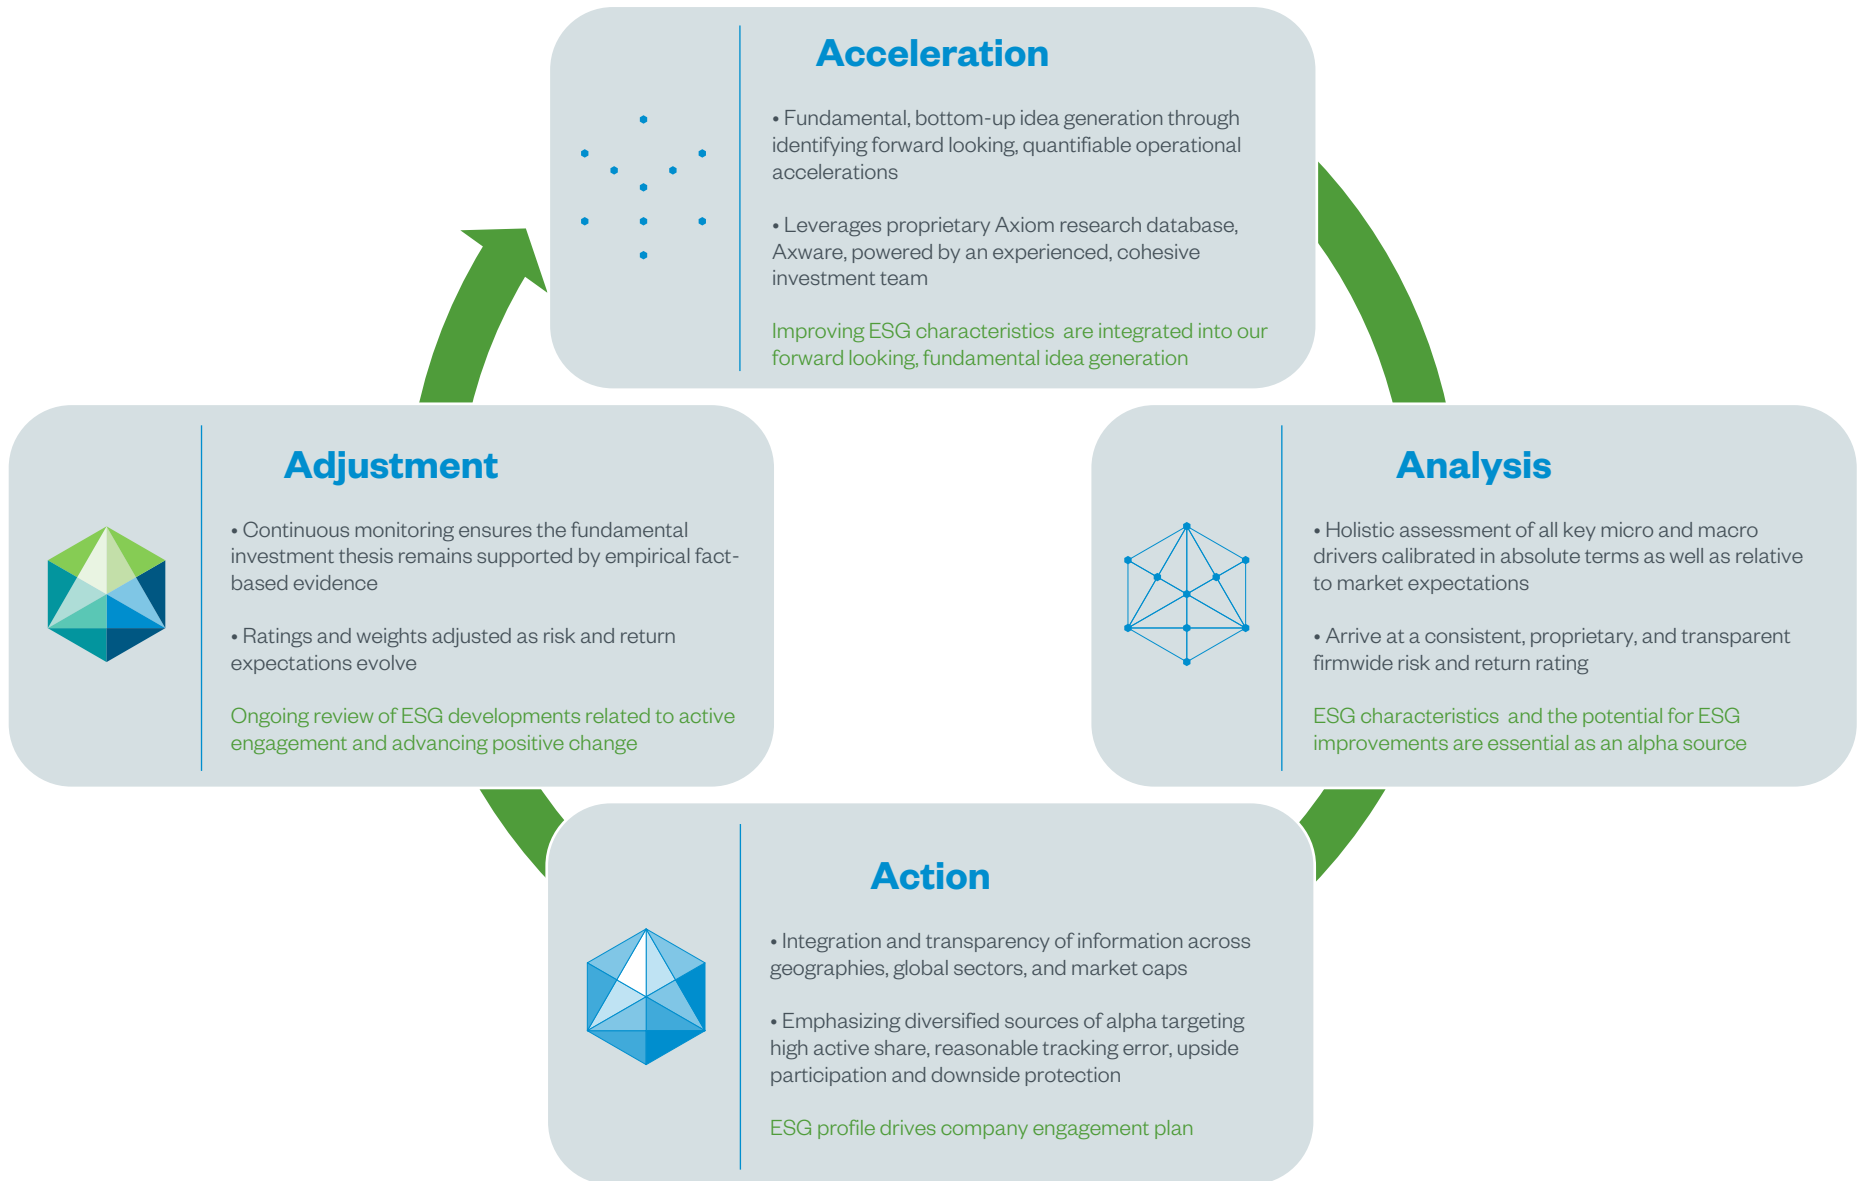 Acceleration
• Fundamental, bottom-up idea generation through
identifying forward looking, quantifiable operational
accelerations
• Leverages proprietary Axiom research database,
Axware, powered by an experienced, cohesive
investment team
Improving ESG characteristics are integrated into our
forward looking, fundamental idea generation
Adjustment
• Continuous monitoring ensures the fundamental
investment thesis remains supported by empirical fact-
based evidence
• Ratings and weights adjusted as risk and return
expectations evolve
Ongoing review of ESG developments related to active
engagement and advancing positive change
Analysis
• Holistic assessment of all key micro and macro
drivers calibrated in absolute terms as well as relative
to market expectations
• Arrive at a consistent, proprietary, and transparent
firmwide risk and return rating
ESG characteristics and the potential for ESG
improvements are essential as an alpha source
Action
• Integration and transparency of information across
geographies, global sectors, and market caps
• Emphasizing diversified sources of alpha targeting
high active share, reasonable tracking error, upside
participation and downside protection
ESG profile drives company engagement plan